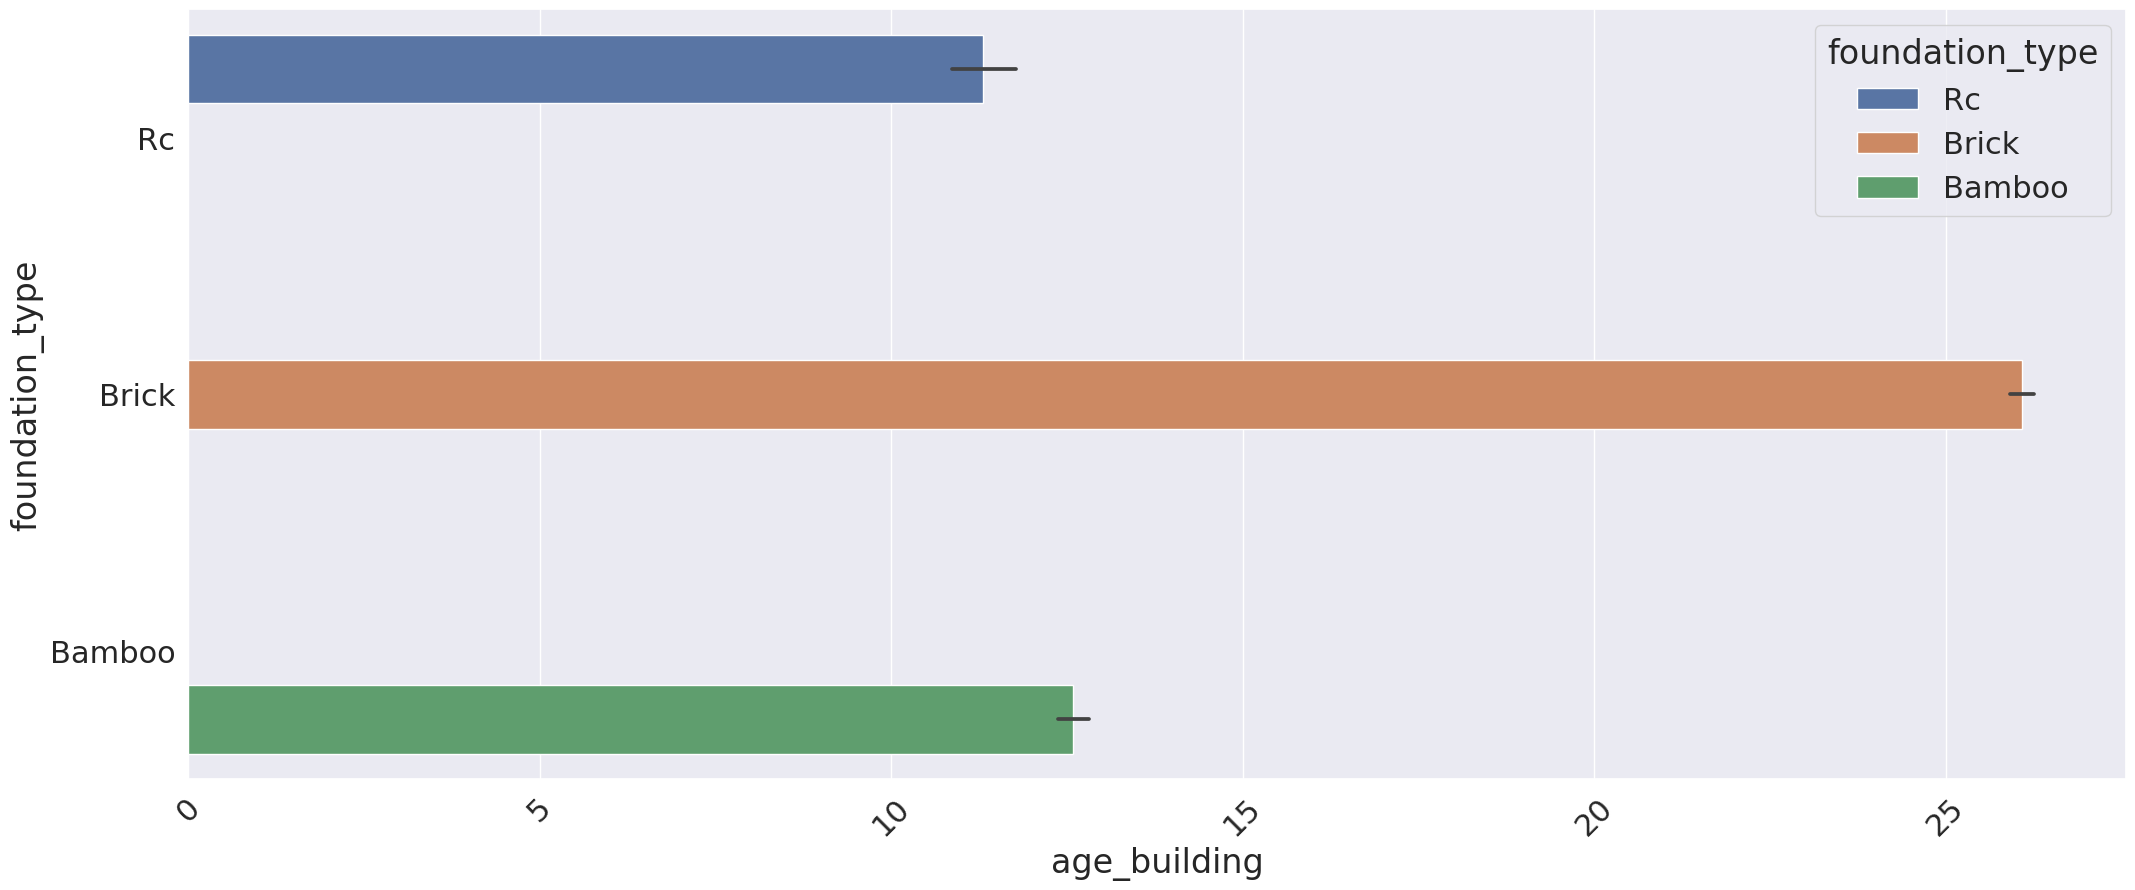 foundation_type
Rc
Brick
Bamboo
foundation_type
Rc
Brick
Bamboo
0
5
10
15
20
25
age_building